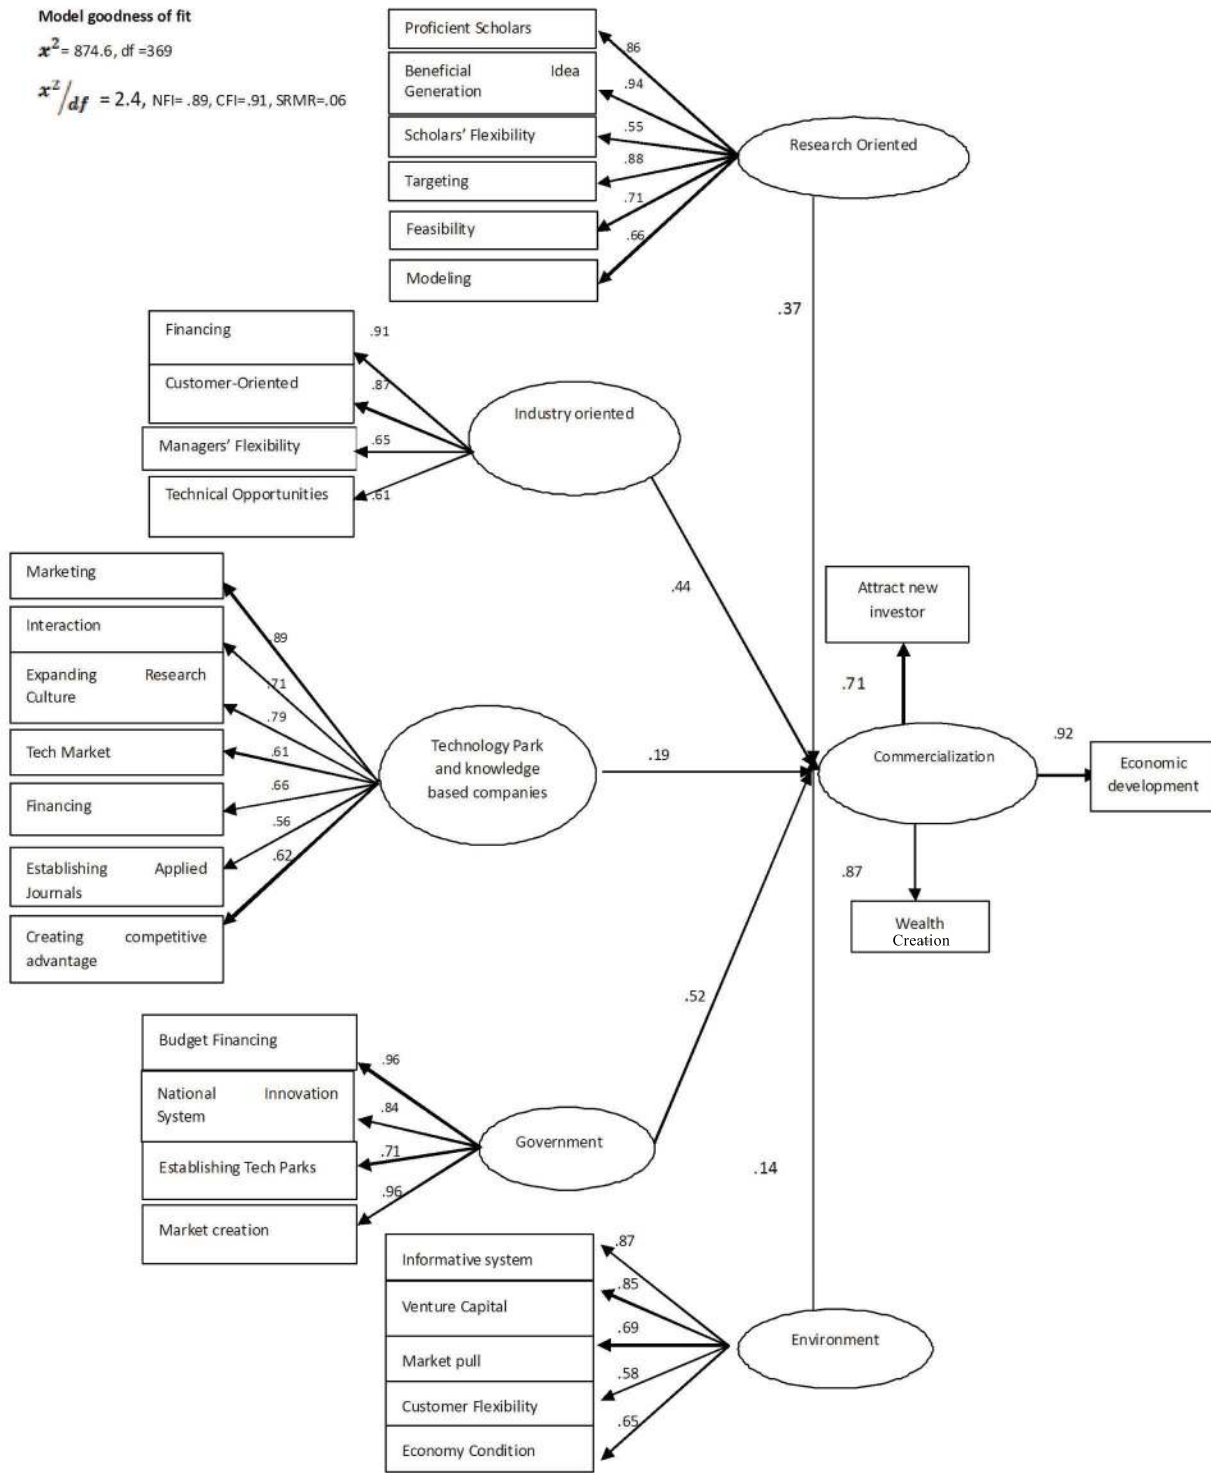 Model goodness of fit
x² = 874.6, df =369
x²/df = 2.4, NFI= .89, CFI=.91, SRMR=.06
Proficient Scholars
Beneficial Idea
Generation
Scholars' Flexibility
Targeting
Feasibility
Modeling
.86
.94
.55
.88
.71
.66
Research Oriented
.37
Financing
Customer-Oriented
Managers' Flexibility
Technical Opportunities
.91
.87
.65
.61
Industry oriented
.44
Marketing
Interaction
Expanding Research
Culture
Tech Market
Financing
Establishing Applied
Journals
Creating competitive
advantage
.89
.71
.79
.61
.66
.56
.62
Technology Park
and knowledge
based companies
.19
Attract new
investor
.71
Commercialization
.92
Economic
development
.87
Wealth
Creation
.52
Budget Financing
National Innovation
System
Establishing Tech Parks
Market creation
.96
.84
.71
.96
Government
.14
Informative system
Venture Capital
Market pull
Customer Flexibility
Economy Condition
.87
.85
.69
.58
.65
Environment